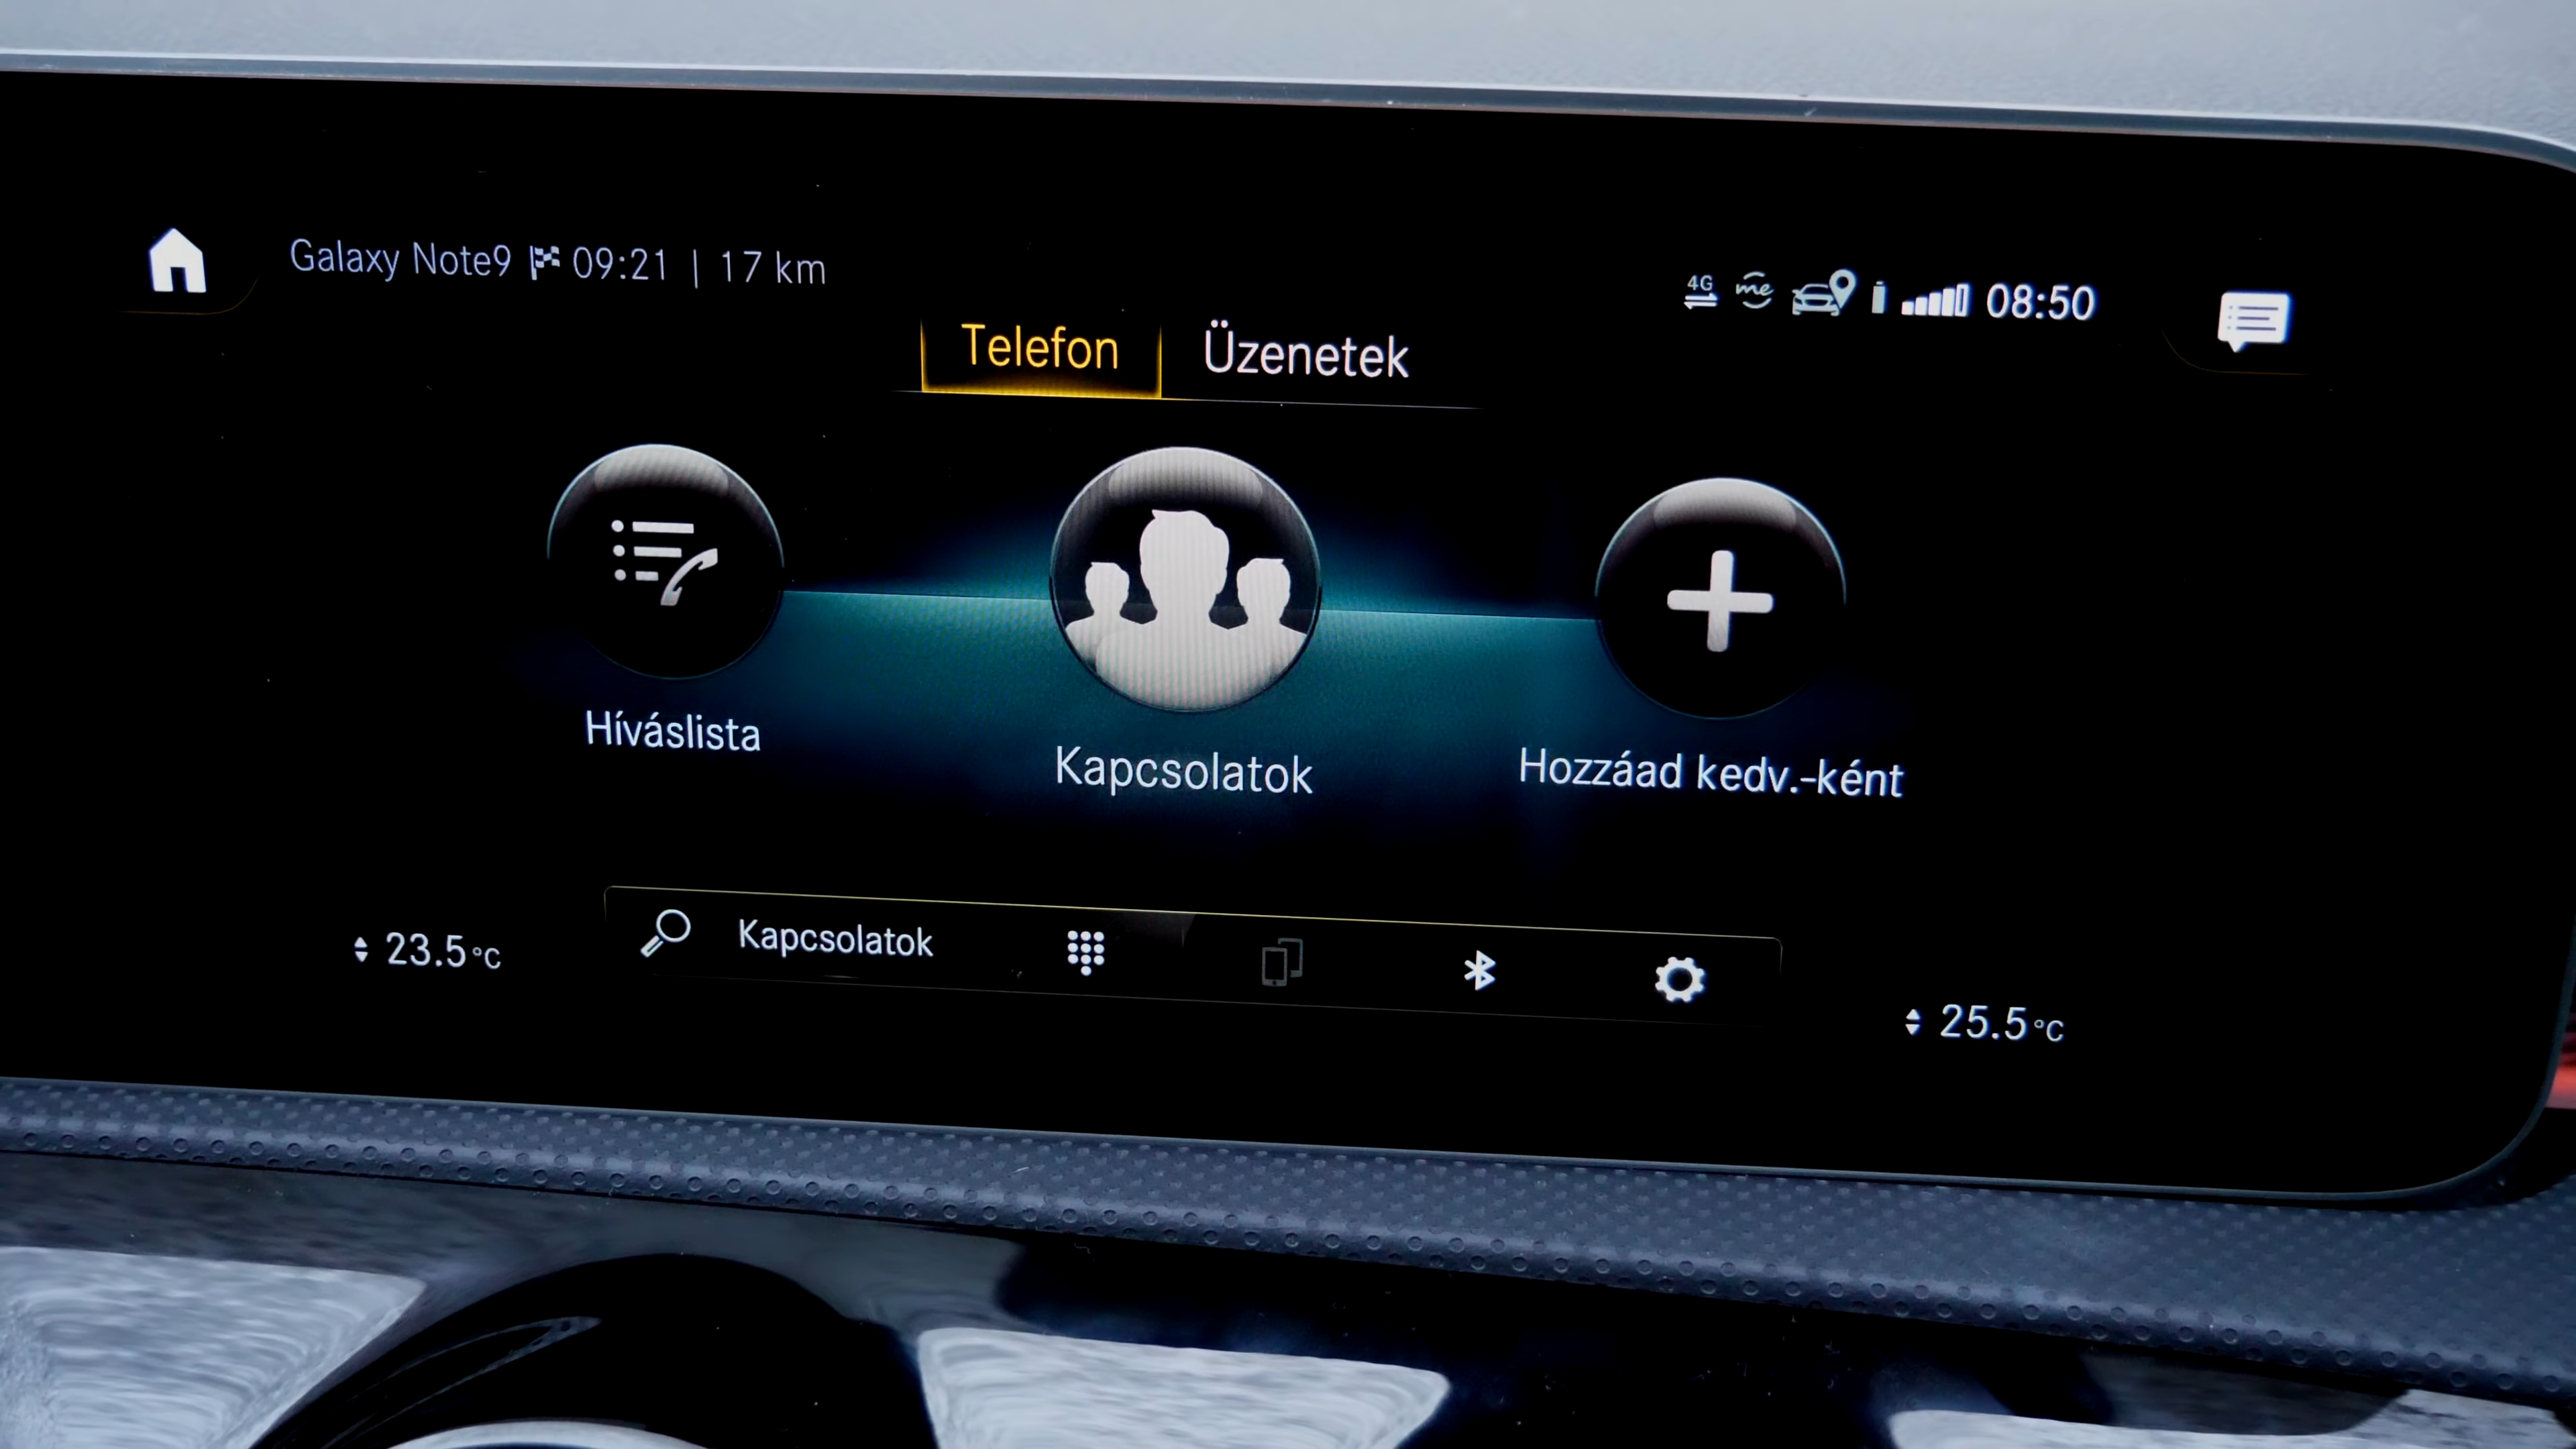 Galaxy Note9 09:21 | 17 km
4G me 08:50
Telefon Üzenetek
Híváslista
Kapcsolatok
Hozzáad kedv.-ként
Kapcsolatok
23.5 °C
25.5 °C